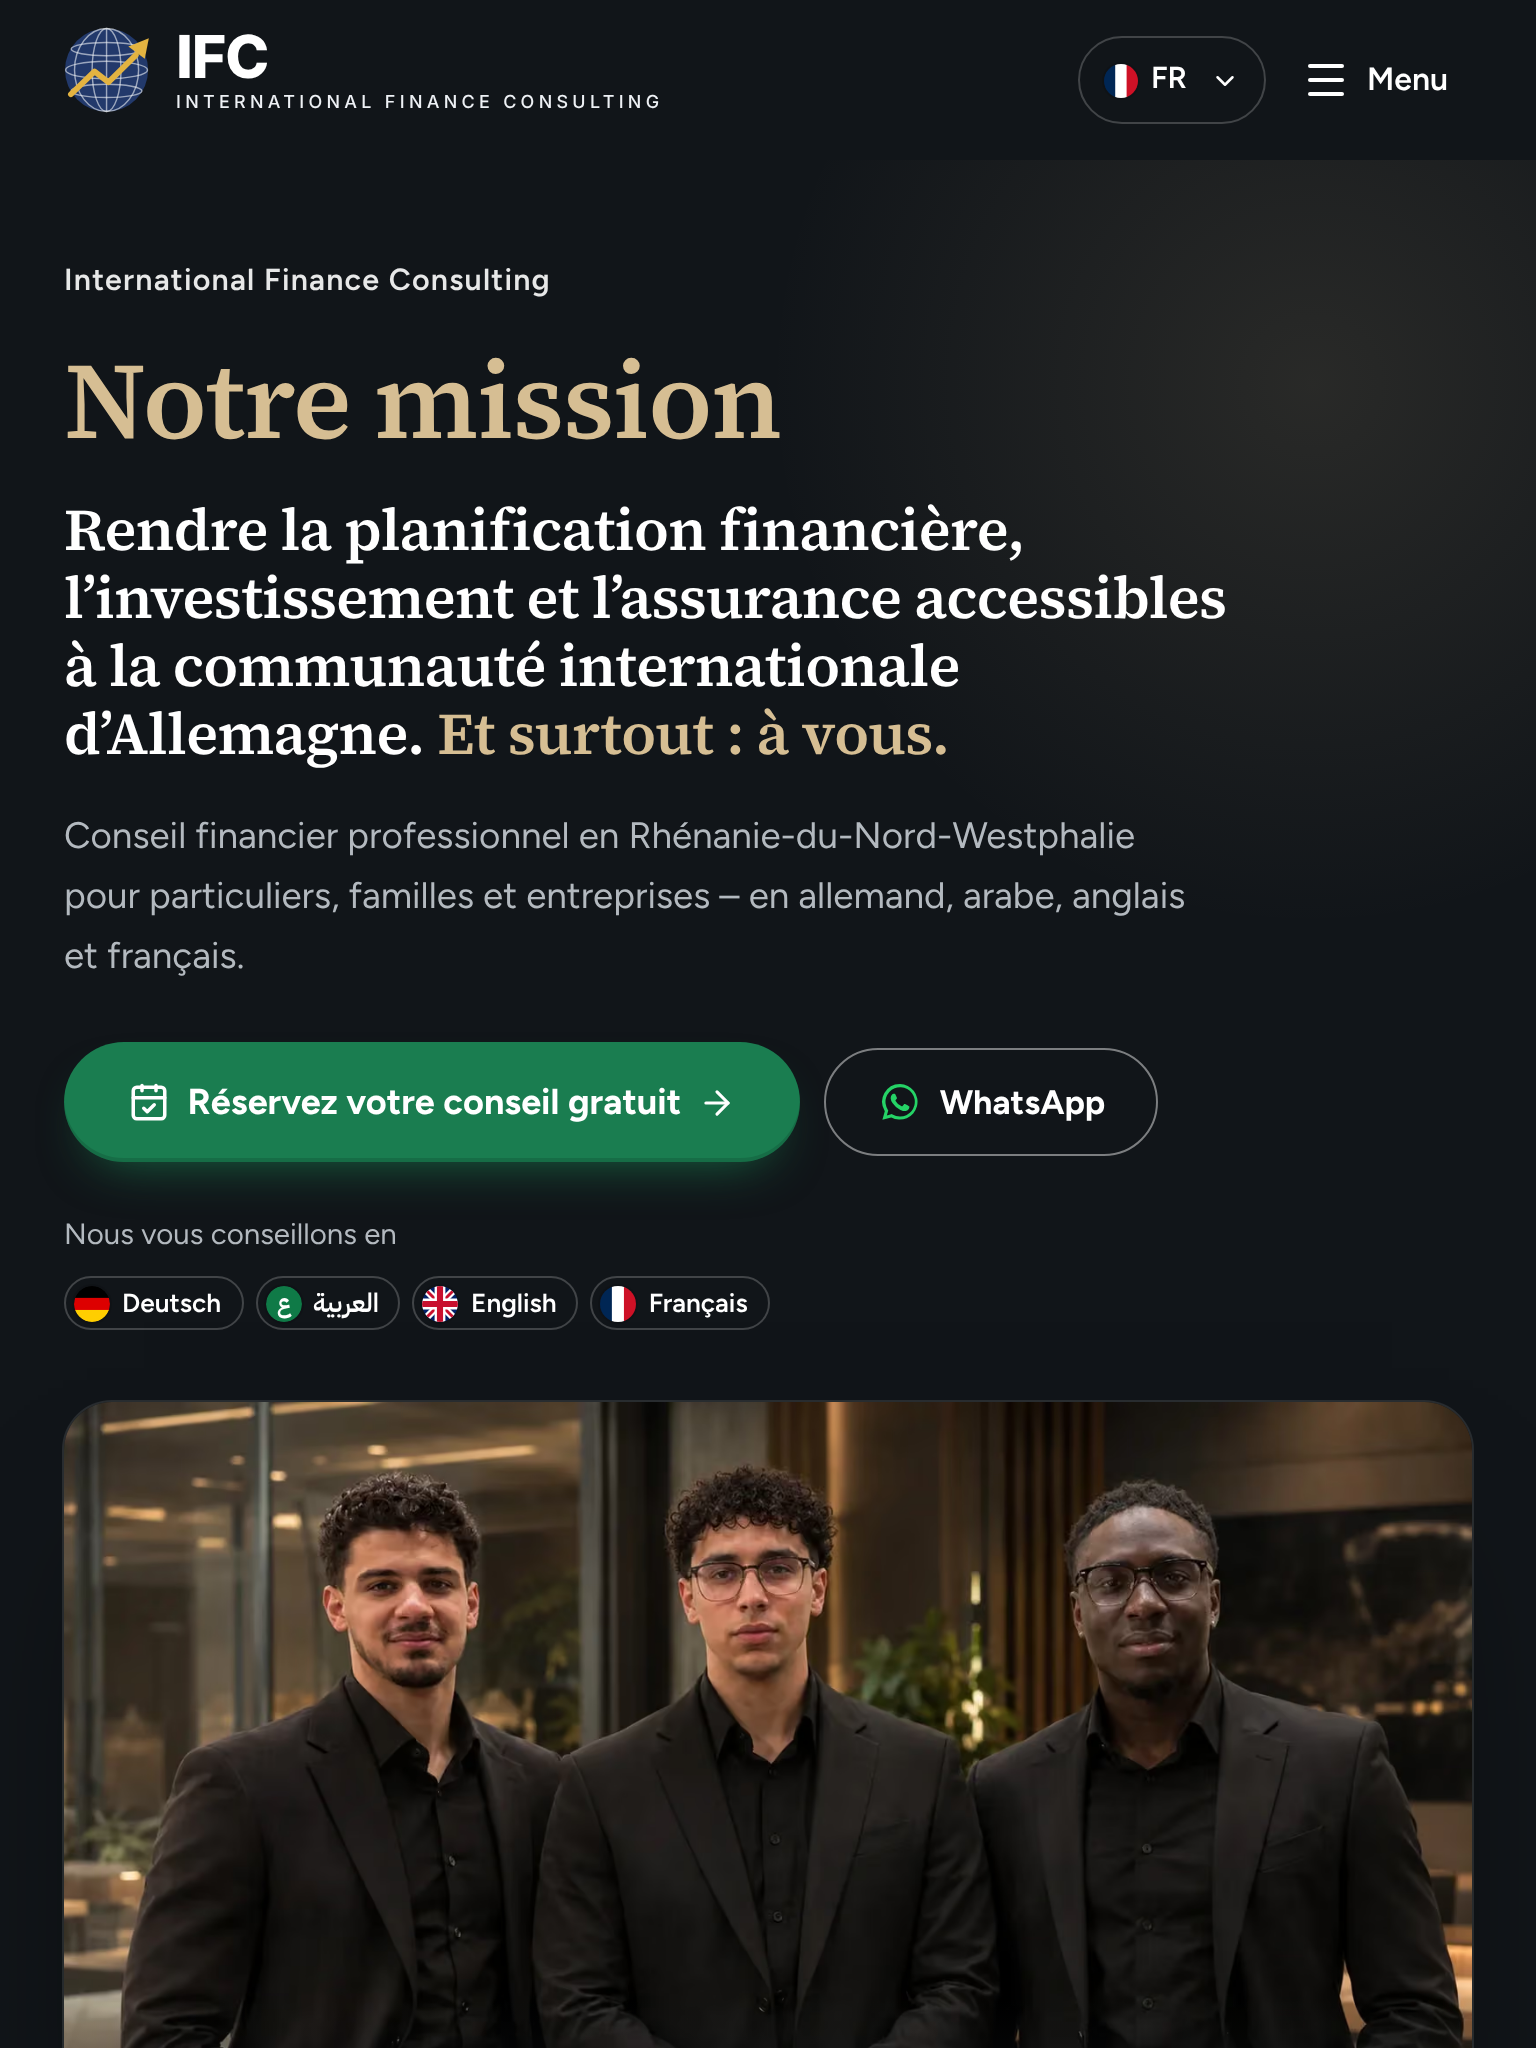 IFC
INTERNATIONAL FINANCE CONSULTING
FR
Menu
International Finance Consulting
Notre mission
Rendre la planification financière,
l’investissement et l’assurance accessibles
à la communauté internationale
d’Allemagne. Et surtout : à vous.
Conseil financier professionnel en Rhénanie-du-Nord-Westphalie
pour particuliers, familles et entreprises – en allemand, arabe, anglais
et français.
Réservez votre conseil gratuit →
WhatsApp
Nous vous conseillons en
Deutsch
ع العربية
English
Français